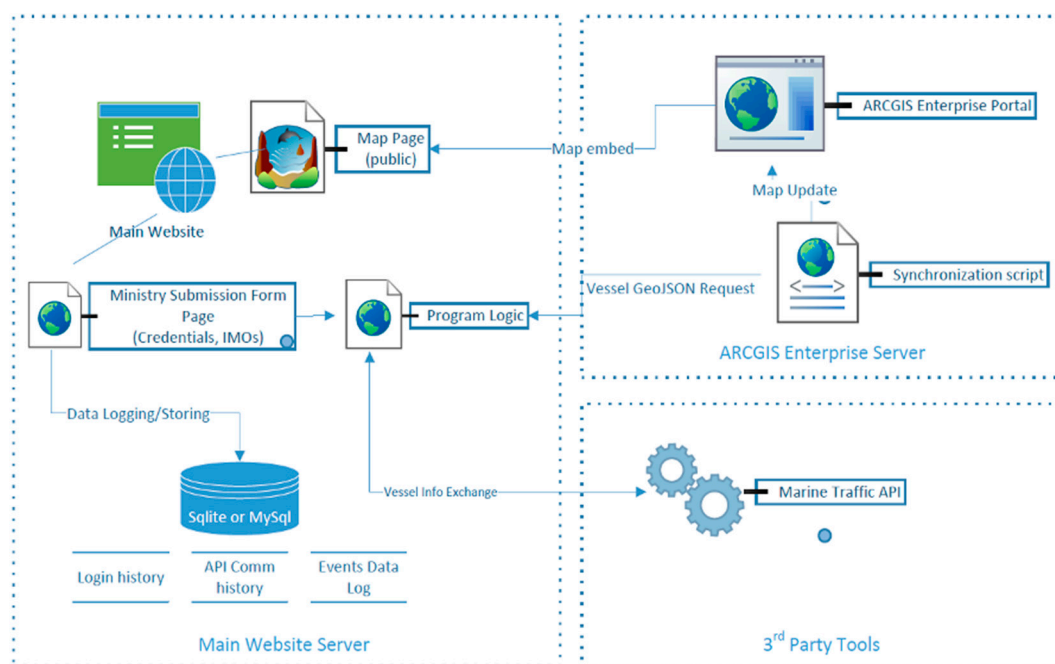 ARCGIS Enterprise Portal
Map Page
(public)
Map embed
Map Update
Main Website
Synchronization script
Vessel GeoJSON Request
Ministry Submission Form
Page
(Credentials, IMOs)
Program Logic
ARCGIS Enterprise Server
Data Logging/Storing
Vessel Info Exchange
Marine Traffic API
Sqlite or MySql
Login history
API Comm
history
Events Data
Log
Main Website Server
3rd Party Tools